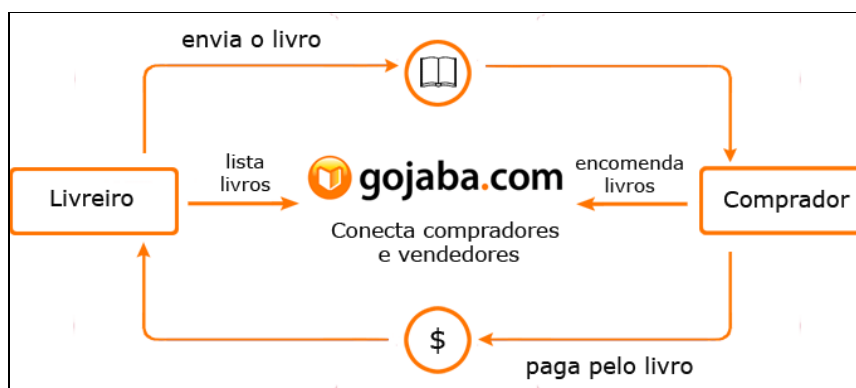 envia o livro
lista
livros
gojaba.com
encomenda
livros
Livreiro
Comprador
Conecta compradores
e vendedores
$
paga pelo livro